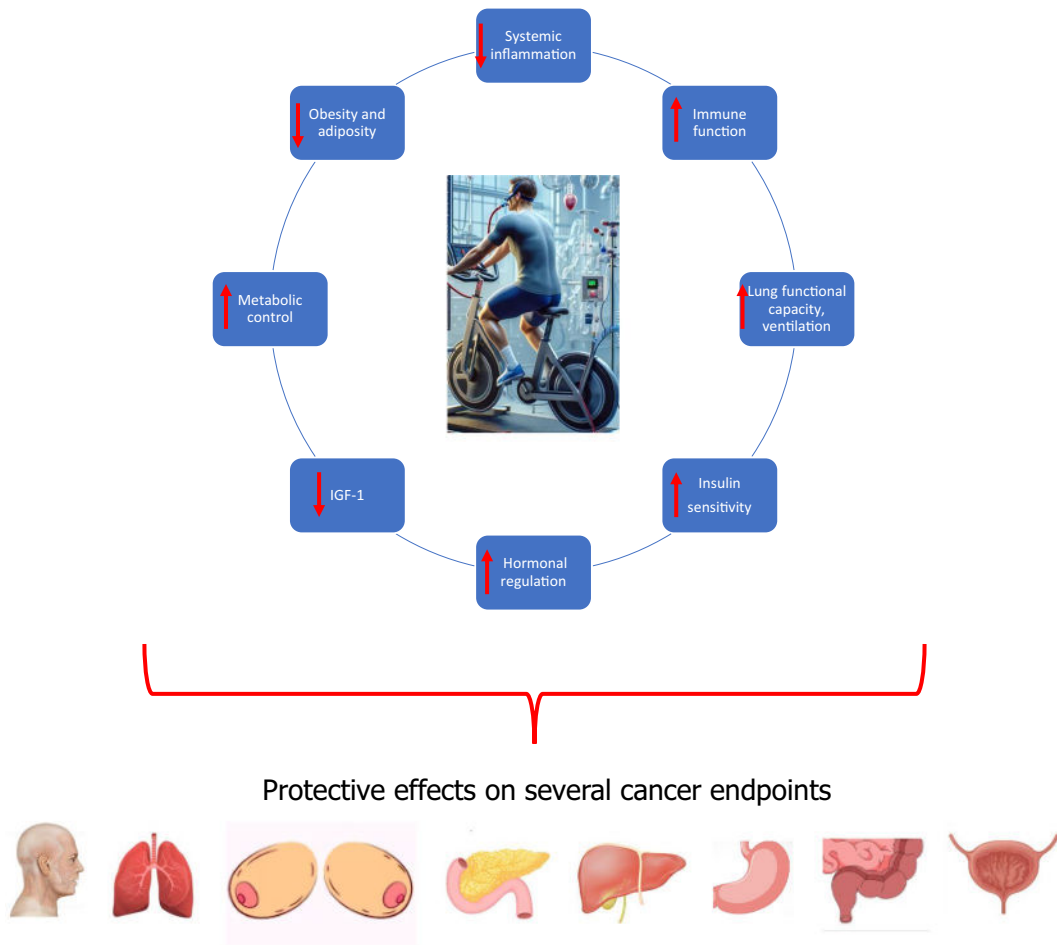 Systemic
inflammation
Immune
function
Lung functional
capacity,
ventilation
Insulin
sensitivity
Hormonal
regulation
IGF-1
Metabolic
control
Obesity and
adiposity
Protective effects on several cancer endpoints